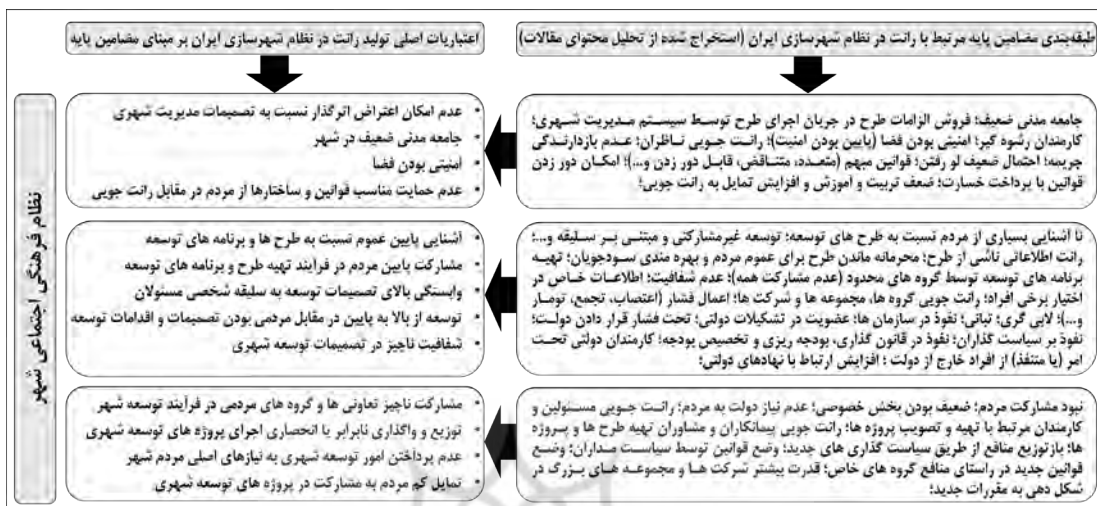 طبقه‌بندی مضامین پایه مرتبط با رانت در نظام شهرسازی ایران (استخراج شده از تحلیل محتوای مقالات)
اعتباریات اصلی تولید رانت در نظام شهرسازی ایران بر مبنای مضامین پایه
جامعه مدنی ضعیف؛ فروش الزامات طرح در جریان اجرای طرح توسط سیستم مدیریت شهری؛
کارمندان رشوه گیر؛ امنیتی بودن فضا (پایین بودن امنیت)؛ رانت جویی ناظران؛ عدم بازدارندگی
جریمه؛ احتمال ضعیف لو رفتن؛ قوانین مبهم (متعدد، متناقض، قابل دور زدن و...)؛ امکان دور زدن
قوانین با پرداخت خسارت؛ ضعف تربیت و آموزش و افزایش تمایل به رانت جویی؛
• عدم امکان اعتراض اثرگذار نسبت به تصمیمات مدیریت شهری
• جامعه مدنی ضعیف در شهر
• امنیتی بودن فضا
• عدم حمایت مناسب قوانین و ساختارها از مردم در مقابل رانت جویی
نا آشنایی بسیاری از مردم نسبت به طرح های توسعه؛ توسعه غیرمشارکتی و مبتنی بر سلیقه و...؛
رانت اطلاعاتی ناشی از طرح؛ محرمانه ماندن طرح برای عموم مردم و بهره مندی سودجویان؛ تهیه
برنامه های توسعه توسط گروه های محدود (عدم مشارکت همه)؛ عدم شفافیت؛ اطلاعات خاص در
اختیار برخی افراد؛ رانت جویی گروه ها، مجموعه ها و شرکت ها؛ اعمال فشار (اعتصاب، تجمع، تومار
و...)؛ لابی گری؛ تبانی؛ نفوذ در سازمان ها؛ عضویت در تشکیلات دولتی؛ تحت فشار قرار دادن دولت؛
نفوذ بر سیاست گذاران؛ نفوذ در قانون گذاری، بودجه ریزی و تخصیص بودجه؛ کارمندان دولتی تحت
امر (یا متنفذ) از افراد خارج از دولت ؛ افزایش ارتباط با نهادهای دولتی؛
• آشنایی پایین عموم نسبت به طرح ها و برنامه های توسعه
• مشارکت پایین مردم در فرآیند تهیه طرح و برنامه های توسعه
• وابستگی بالای تصمیمات توسعه به سلیقه شخصی مسئولان
• توسعه از بالا به پایین در مقابل مردمی بودن تصمیمات و اقدامات توسعه
• شفافیت ناچیز در تصمیمات توسعه شهری
نبود مشارکت مردم؛ ضعیف بودن بخش خصوصی؛ عدم نیاز دولت به مردم؛ رانت جویی مسئولین و
کارمندان مرتبط با تهیه و تصویب پروژه ها؛ رانت جویی پیمانکاران و مشاوران تهیه طرح ها و پروژه
ها؛ بازتوزیع منافع از طریق سیاست گذاری های جدید؛ وضع قوانین توسط سیاست مداران؛ وضع
قوانین جدید در راستای منافع گروه های خاص؛ قدرت بیشتر شرکت ها و مجموعه های بزرگ در
شکل دهی به مقررات جدید؛
• مشارکت ناچیز تعاونی ها و گروه های مردمی در فرآیند توسعه شهر
• توزیع و واگذاری نابرابر یا انحصاری اجرای پروژه های توسعه شهری
• عدم پرداختن امور توسعه شهری به نیازهای اصلی مردم شهر
• تمایل کم مردم به مشارکت در پروژه های توسعه شهری
نظام فرهنگی اجتماعی شهر